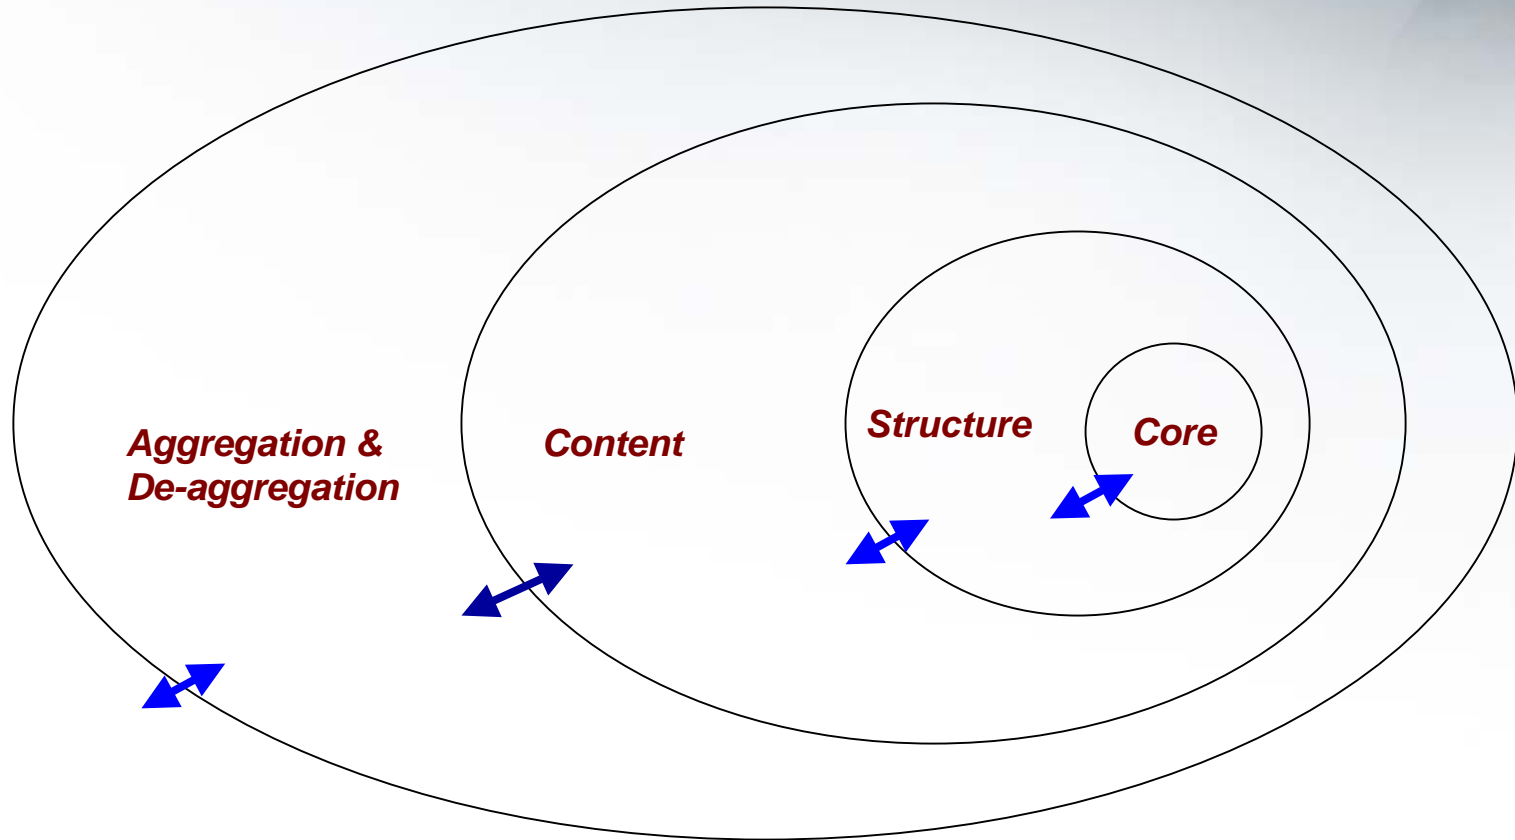 Aggregation &
De-aggregation
Content
Structure
Core